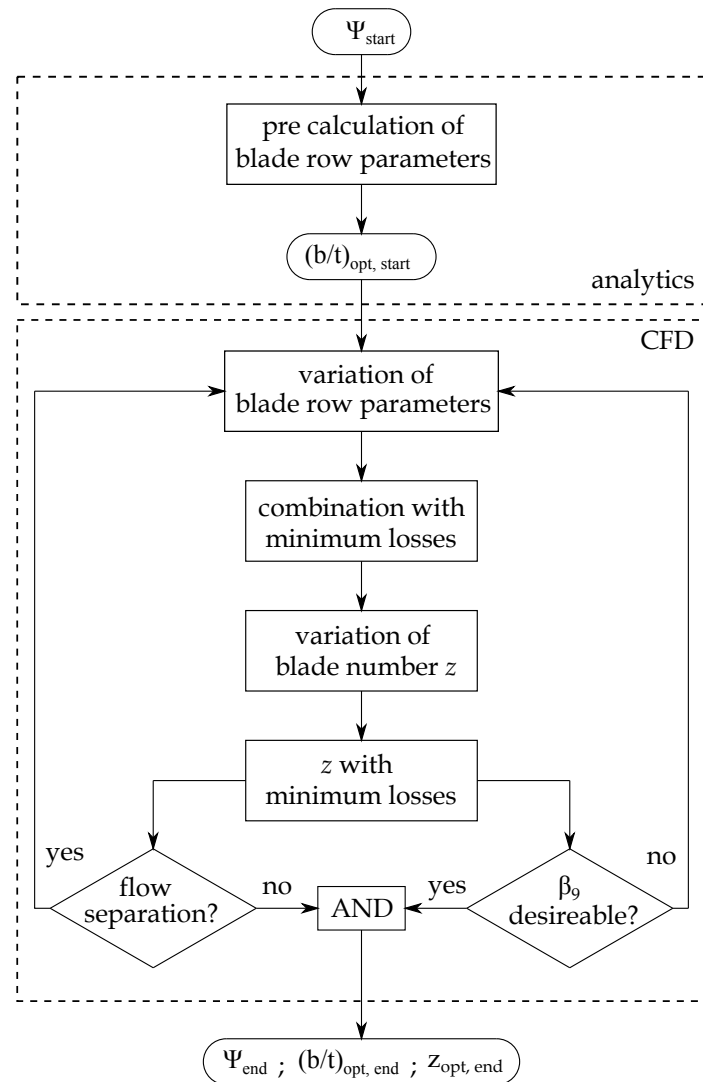 Ψstart
pre calculation of
blade row parameters
(b/t)opt, start
analytics
CFD
variation of
blade row parameters
combination with
minimum losses
variation of
blade number z
z with
minimum losses
yes
flow
separation?
no
AND
yes
β9
desireable?
no
Ψend ; (b/t)opt, end ; zopt, end